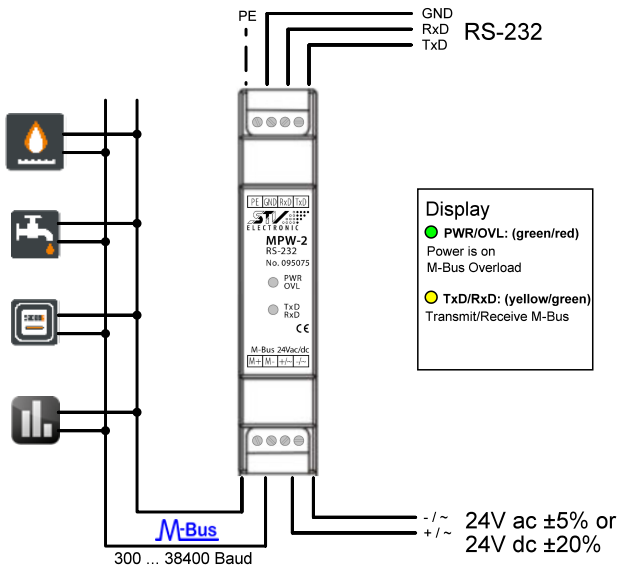 PE
GND
RxD
TxD
RS-232
PE GND RxD TxD
STV
ELECTRONIC
MPW-2
RS-232
No. 095075
PWR
OVL
TxD
RxD
CE
M-Bus 24Vac/dc
M+ M- +/~ -/~
Display
PWR/OVL: (green/red)
Power is on
M-Bus Overload
TxD/RxD: (yellow/green)
Transmit/Receive M-Bus
M-Bus
300 ... 38400 Baud
- / ~
+ / ~
24V ac ±5% or
24V dc ±20%